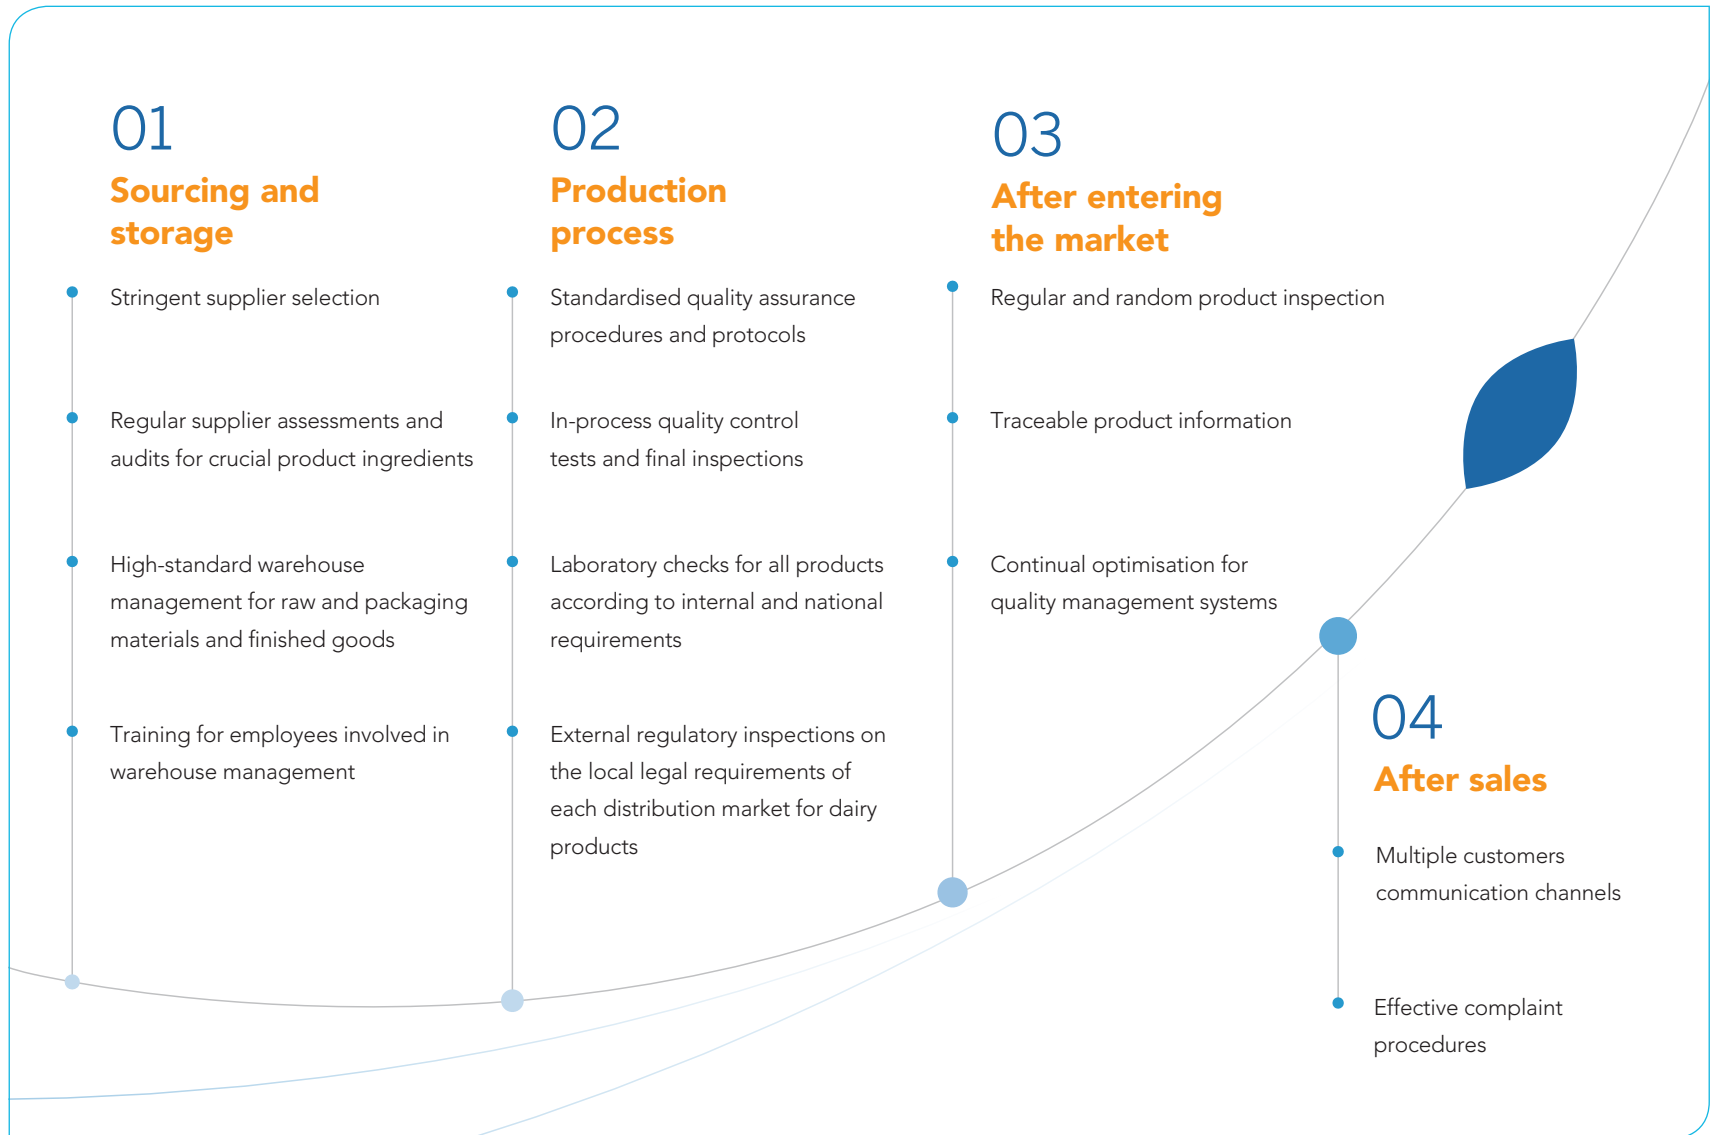 01
Sourcing and
storage
Stringent supplier selection
Regular supplier assessments and
audits for crucial product ingredients
High-standard warehouse
management for raw and packaging
materials and finished goods
Training for employees involved in
warehouse management
02
Production
process
Standardised quality assurance
procedures and protocols
In-process quality control
tests and final inspections
Laboratory checks for all products
according to internal and national
requirements
External regulatory inspections on
the local legal requirements of
each distribution market for dairy
products
03
After entering
the market
Regular and random product inspection
Traceable product information
Continual optimisation for
quality management systems
04
After sales
Multiple customers
communication channels
Effective complaint
procedures